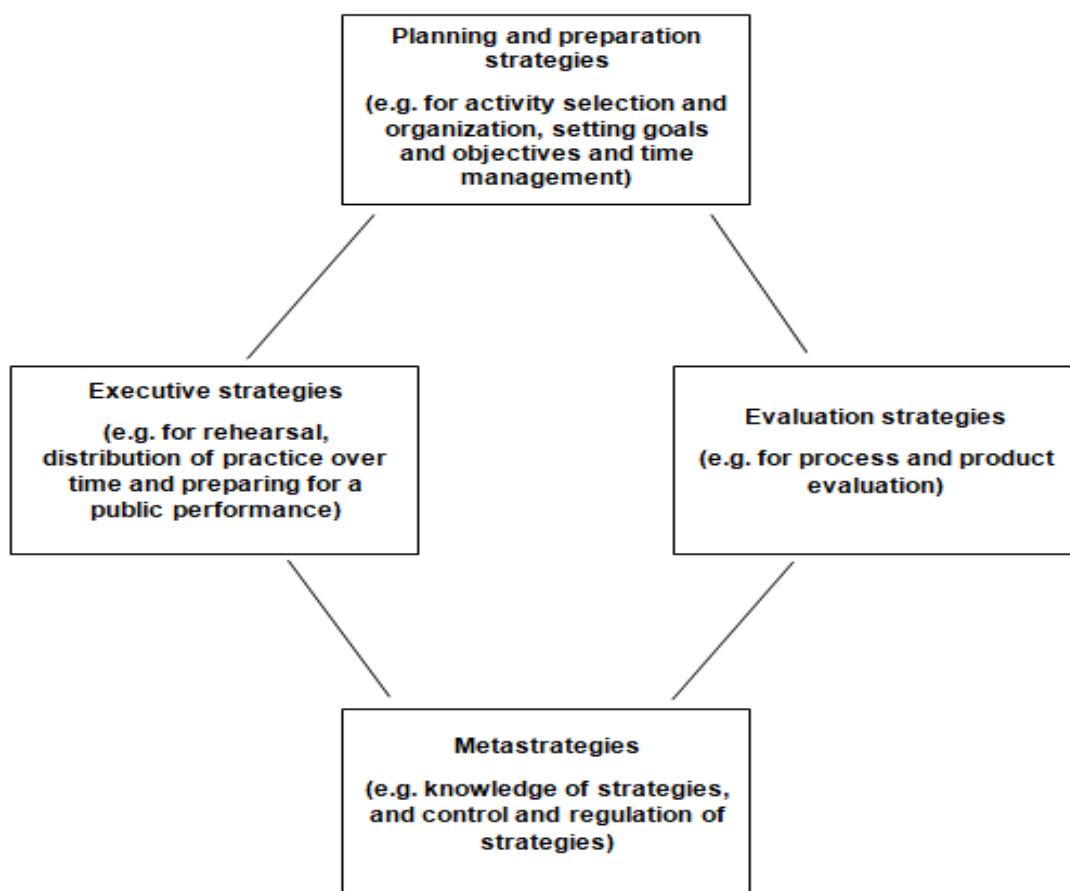 Planning and preparation
strategies
(e.g. for activity selection and
organization, setting goals
and objectives and time
management)
Executive strategies
(e.g. for rehearsal,
distribution of practice over
time and preparing for a
public performance)
Evaluation strategies
(e.g. for process and product
evaluation)
Metastrategies
(e.g. knowledge of strategies,
and control and regulation of
strategies)